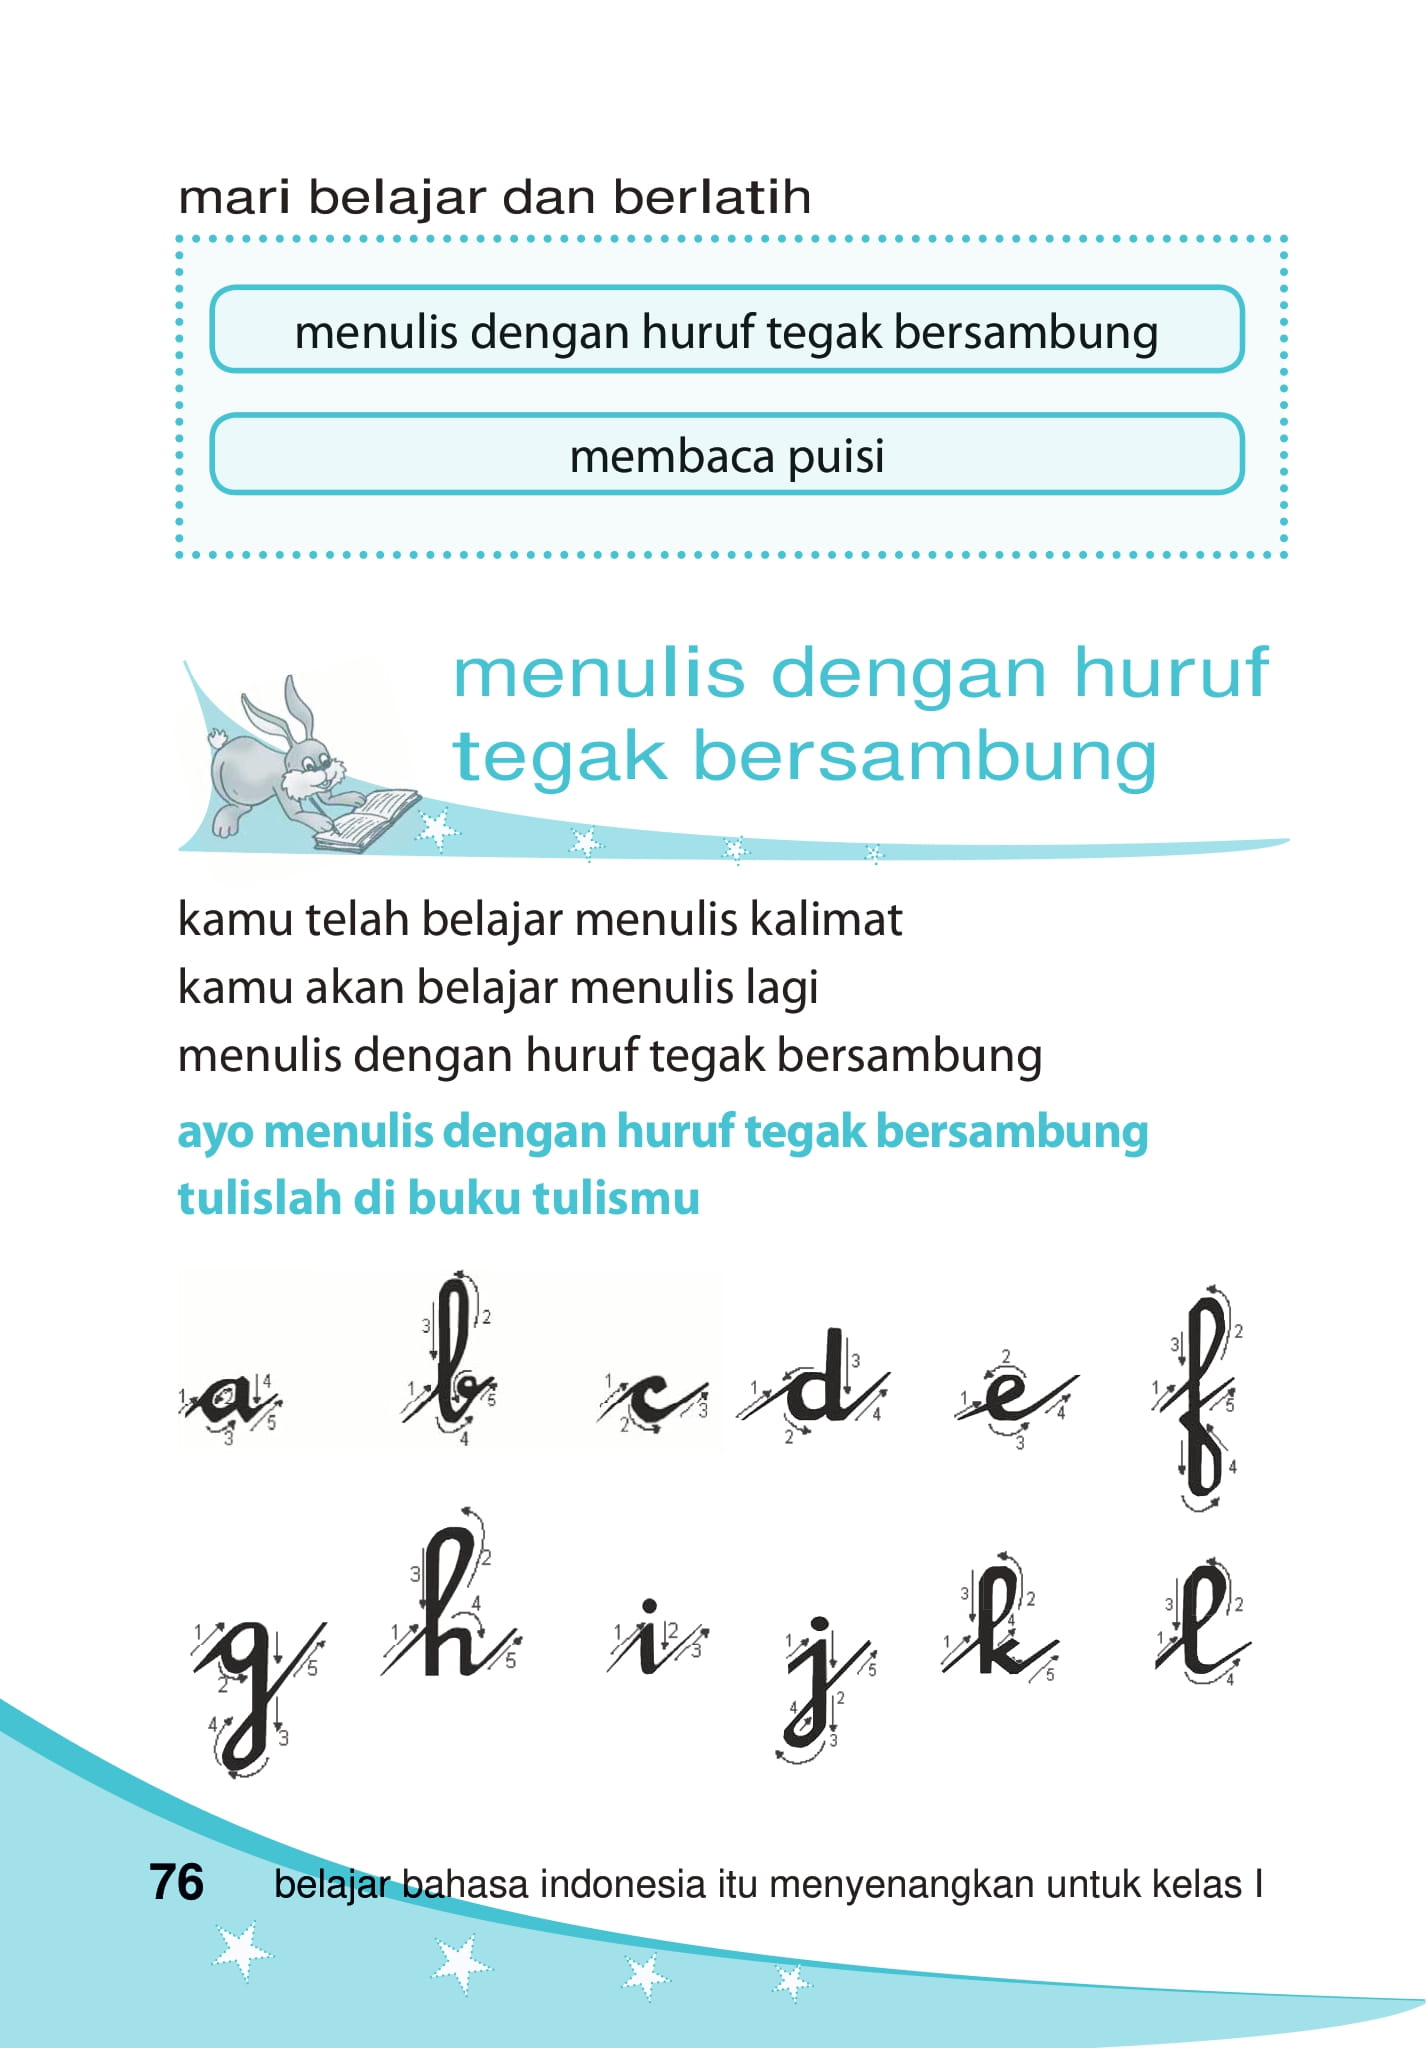 mari belajar dan berlatih
menulis dengan huruf tegak bersambung
membaca puisi
menulis dengan huruf
tegak bersambung
kamu telah belajar menulis kalimat
kamu akan belajar menulis lagi
menulis dengan huruf tegak bersambung
ayo menulis dengan huruf tegak bersambung
tulislah di buku tulismu
a b c d e f
g h i j k l
76 belajar bahasa indonesia itu menyenangkan untuk kelas I